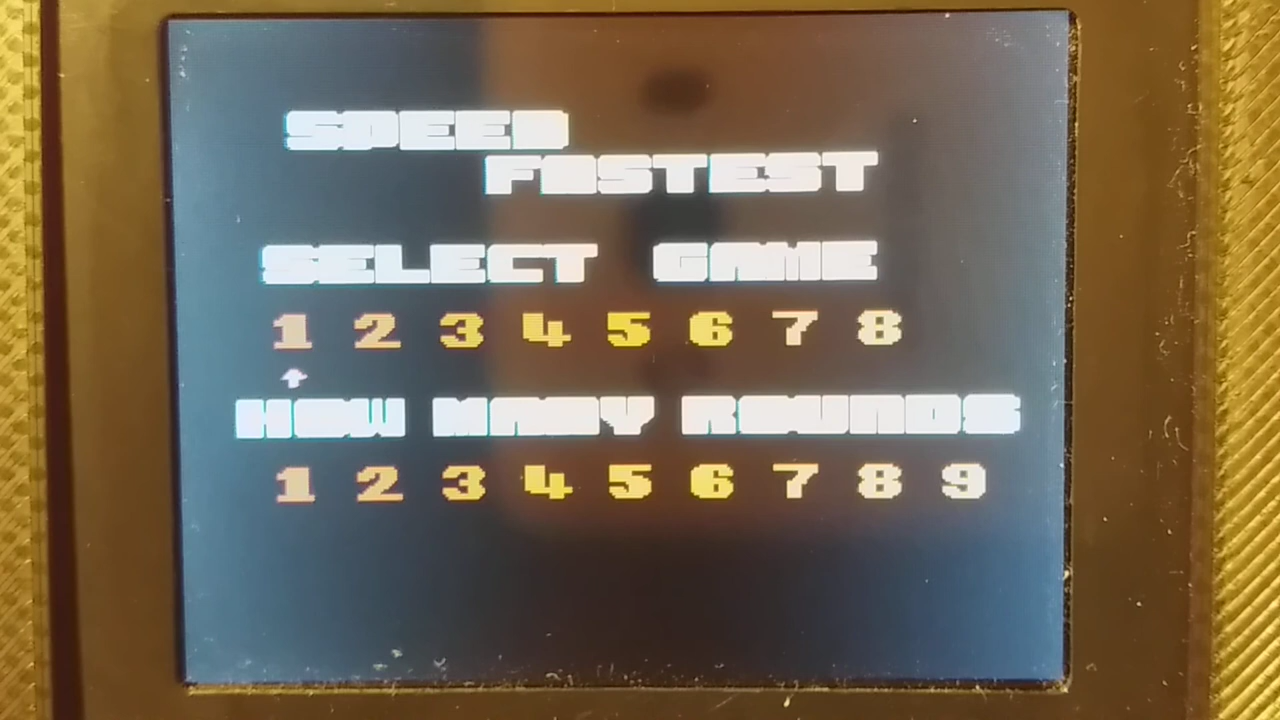 SPEED
FASTEST
SELECT GAME
1 2 3 4 5 6 7 8
HOW MANY ROUNDS
1 2 3 4 5 6 7 8 9